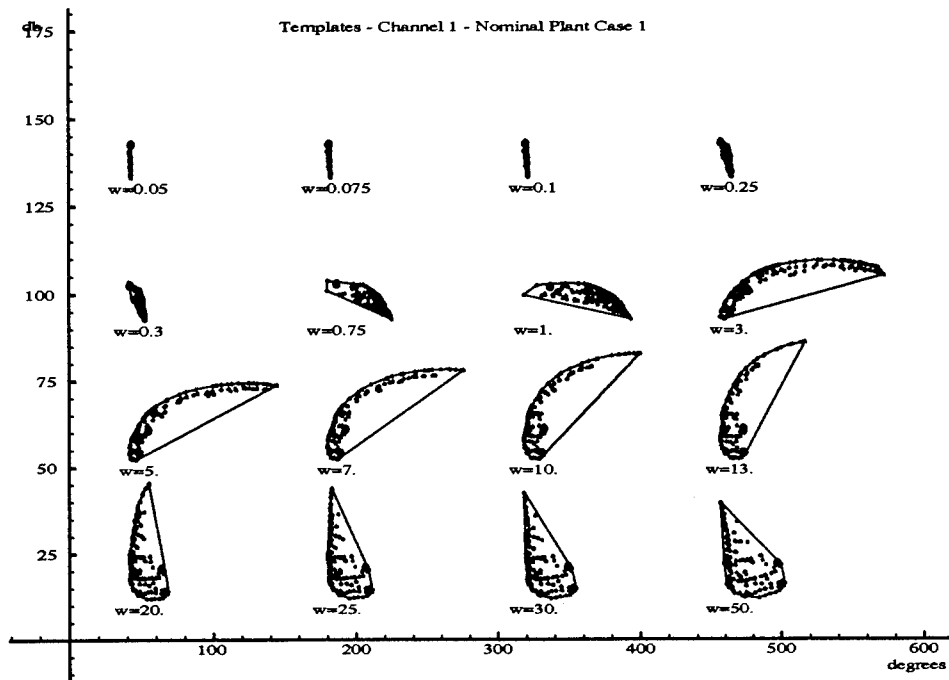 db
Templates - Channel 1 - Nominal Plant Case 1
175
150
w=0.05 w=0.075 w=0.1 w=0.25
125
100
w=0.3 w=0.75 w=1. w=3.
75
50
w=5. w=7. w=10. w=13.
25
w=20. w=25. w=30. w=50.
100 200 300 400 500 600
degrees